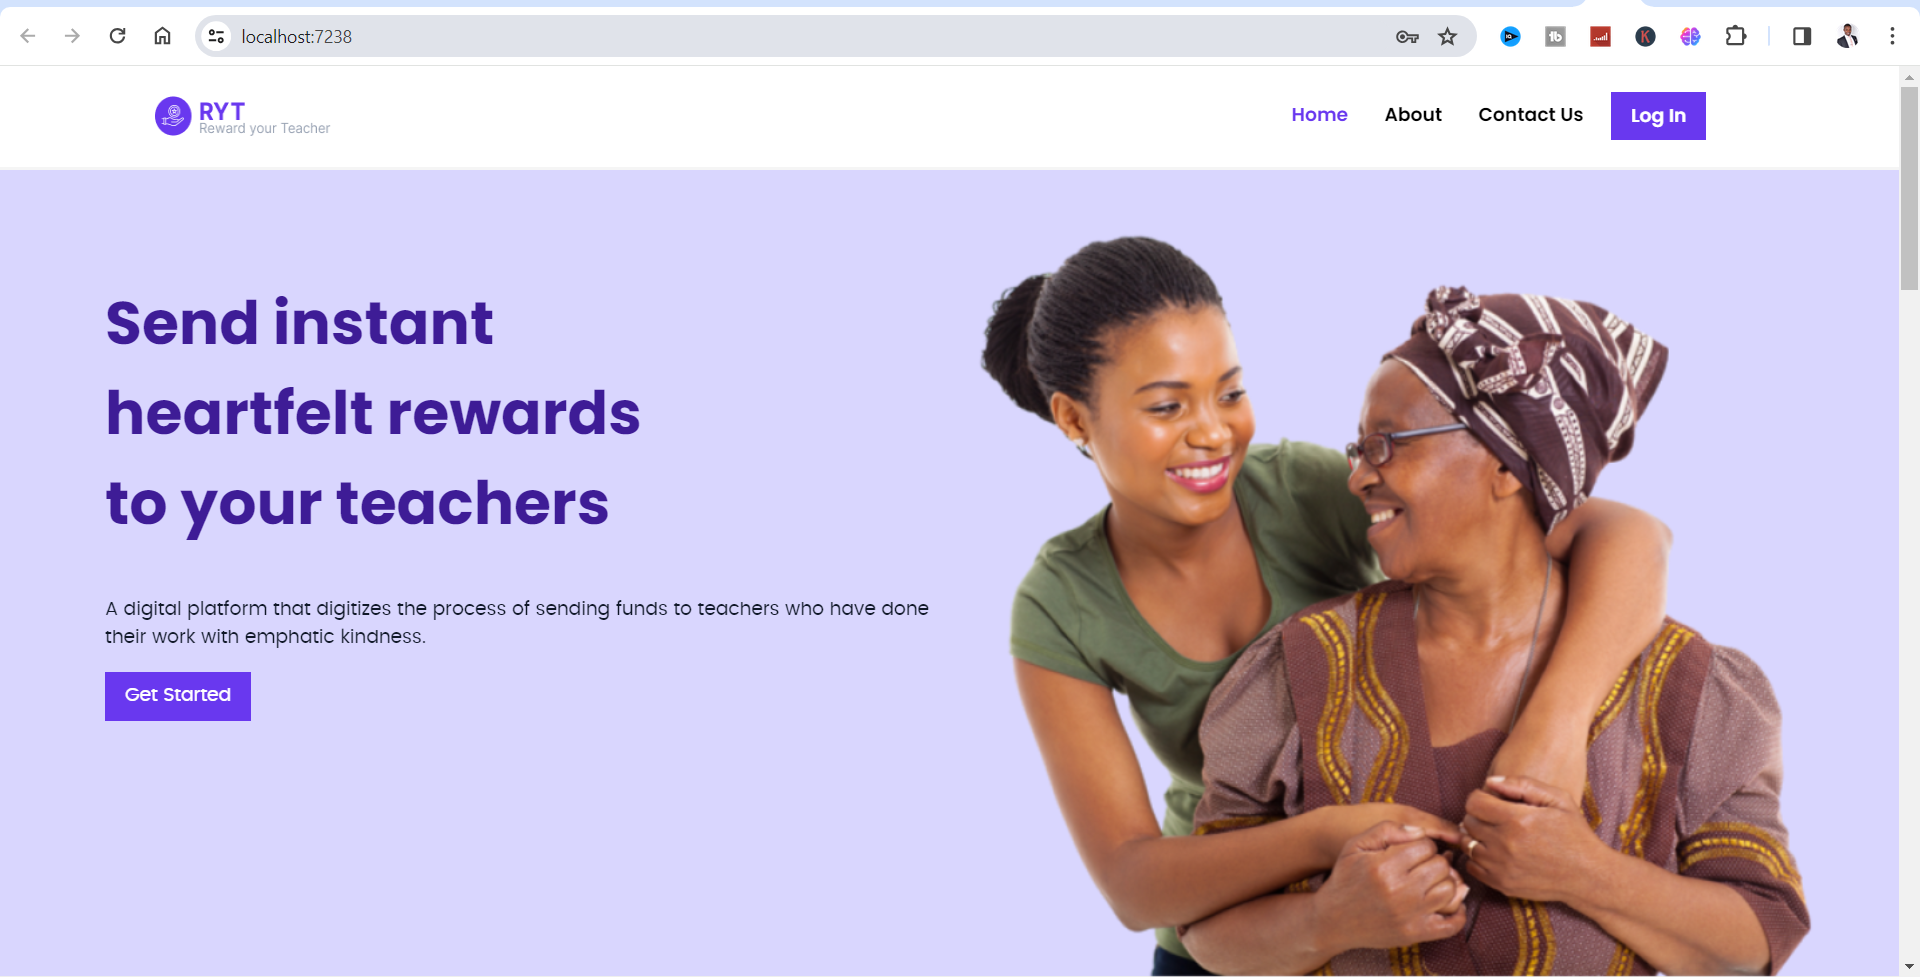 localhost:7238
RYT
Reward your Teacher
Home About Contact Us Log In
Send instant
heartfelt rewards
to your teachers
A digital platform that digitizes the process of sending funds to teachers who have done
their work with emphatic kindness.
Get Started